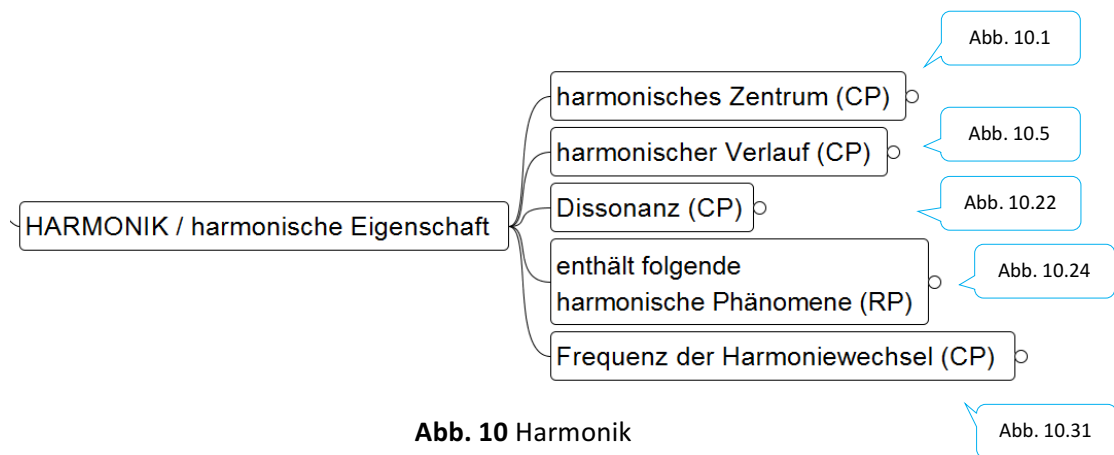 Abb. 10.1
harmonisches Zentrum (CP)
Abb. 10.5
harmonischer Verlauf (CP)
Dissonanz (CP)
Abb. 10.22
HARMONIK / harmonische Eigenschaft
enthält folgende
harmonische Phänomene (RP)
Abb. 10.24
Frequenz der Harmoniewechsel (CP)
Abb. 10 Harmonik
Abb. 10.31